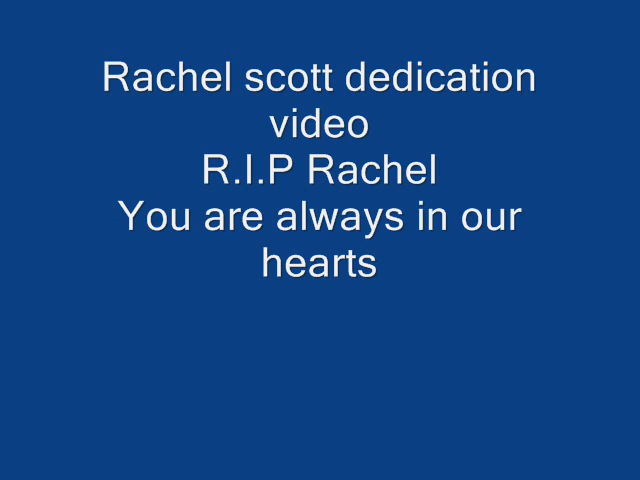 Rachel scott dedication
video
R.I.P Rachel
You are always in our
hearts